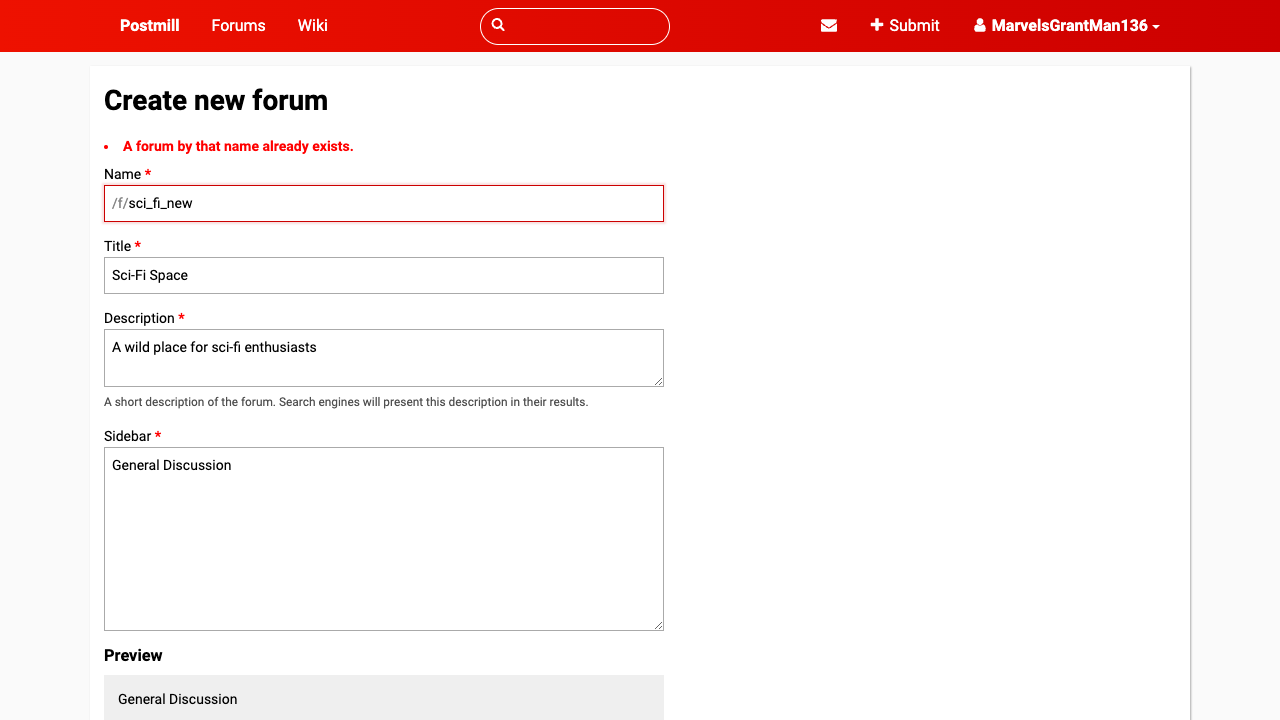 Postmill Forums Wiki Submit MarvelsGrantMan136
Create new forum
• A forum by that name already exists.
Name *
/f/sci_fi_new
Title *
Sci-Fi Space
Description *
A wild place for sci-fi enthusiasts
A short description of the forum. Search engines will present this description in their results.
Sidebar *
General Discussion
Preview
General Discussion